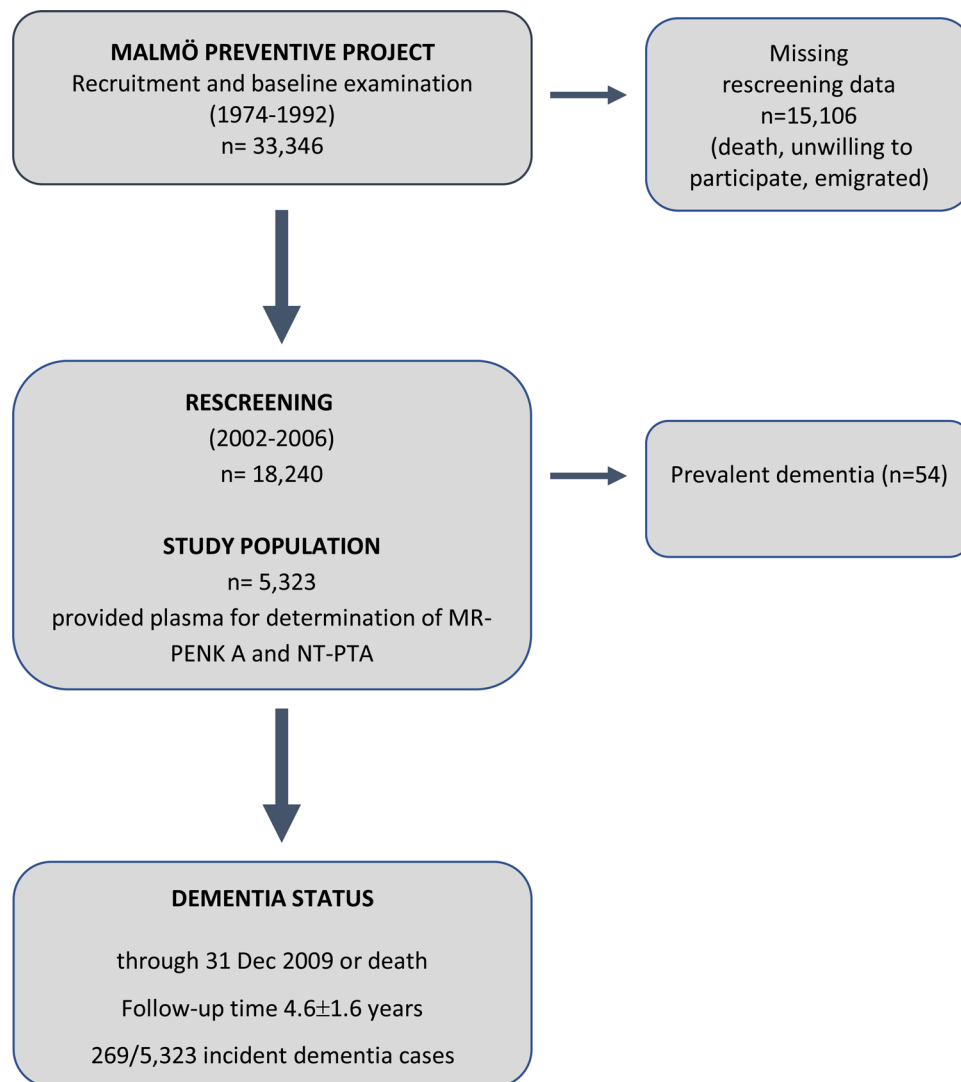 MALMÖ PREVENTIVE PROJECT
Recruitment and baseline examination
(1974-1992)
n= 33,346
Missing
rescreening data
n=15,106
(death, unwilling to
participate, emigrated)
RESCREENING
(2002-2006)
n= 18,240
STUDY POPULATION
n= 5,323
provided plasma for determination of MR-
PENK A and NT-PTA
Prevalent dementia (n=54)
DEMENTIA STATUS
through 31 Dec 2009 or death
Follow-up time 4.6±1.6 years
269/5,323 incident dementia cases